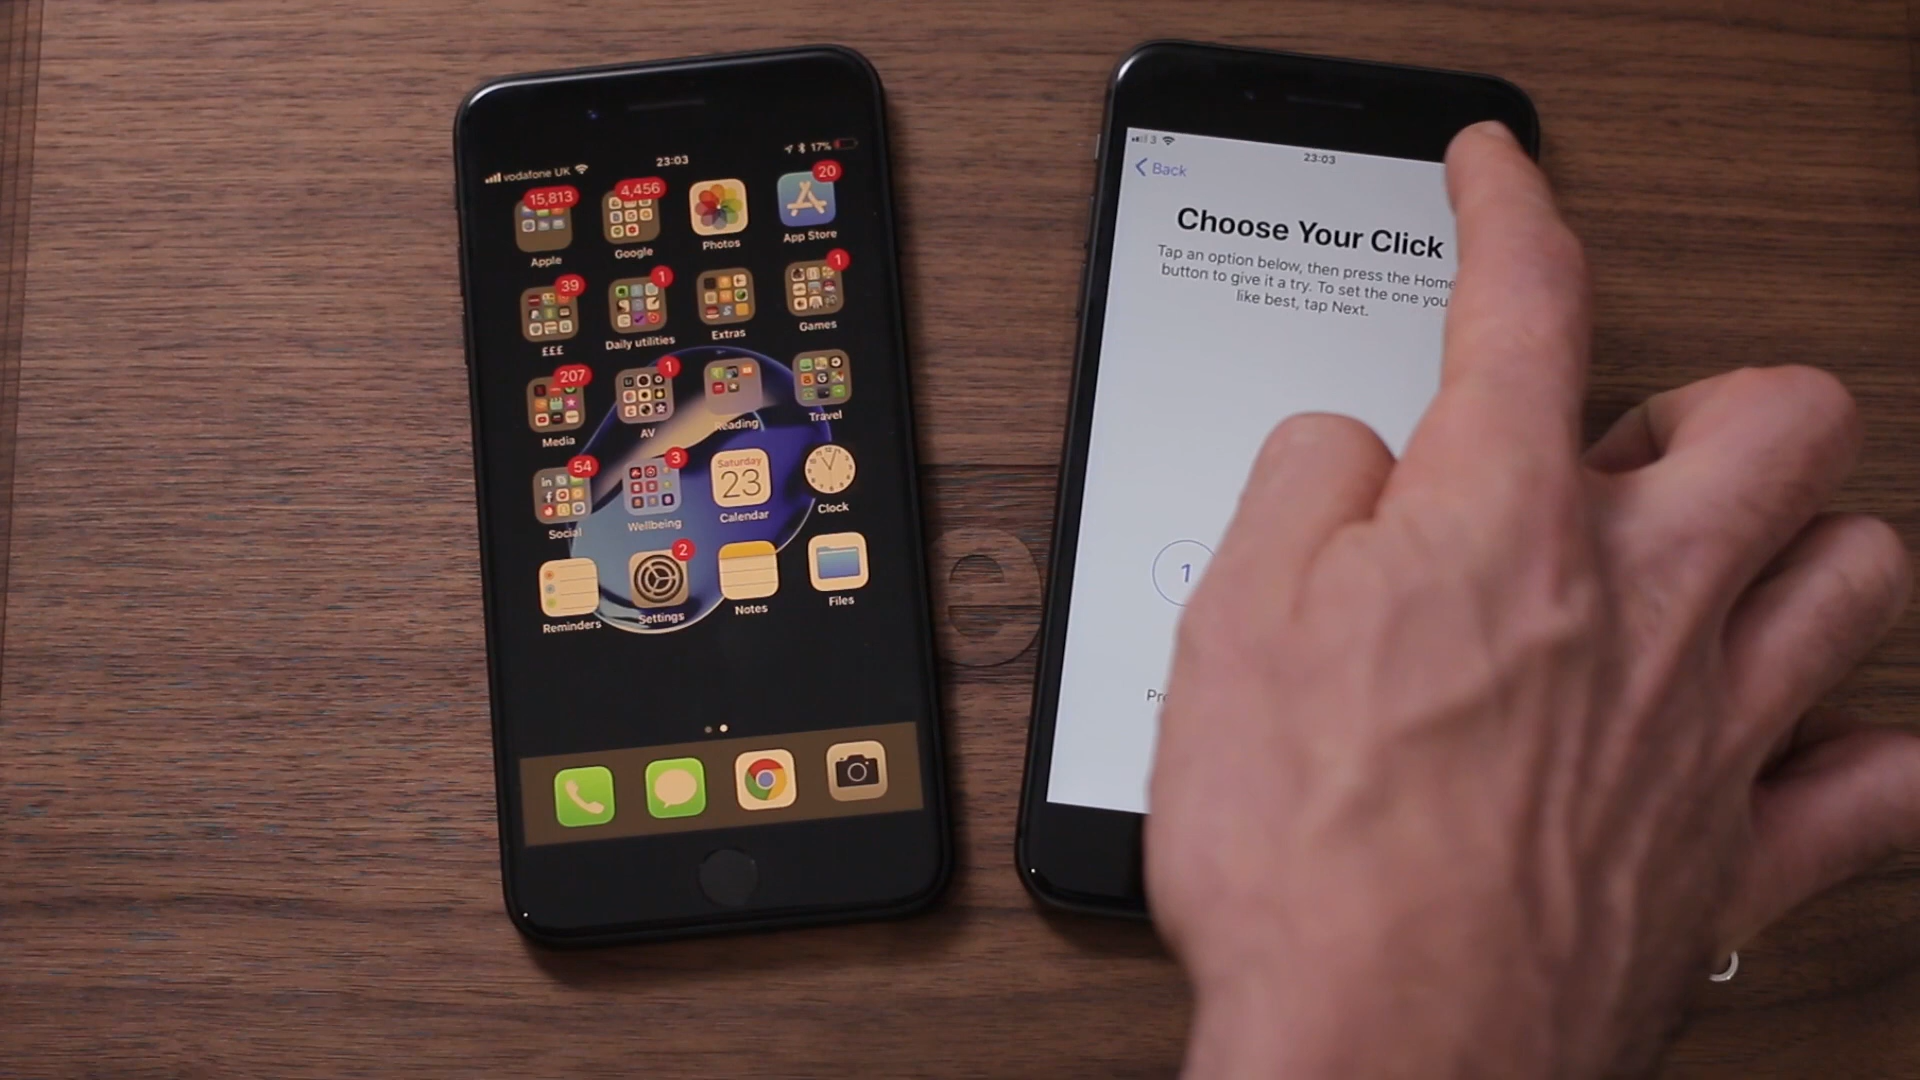 vodafone UK
23:03
17%
15,813
4,456
20
Apple
Google
Photos
App Store
39
1
1
£££
Daily utilities
Extras
Games
207
1
Media
AV
Reading
Travel
54
3
Saturday
23
Social
Wellbeing
Calendar
Clock
2
Reminders
Settings
Notes
Files
3
23:03
Back
Choose Your Click
Tap an option below, then press the Home
button to give it a try. To set the one you
like best, tap Next.
1